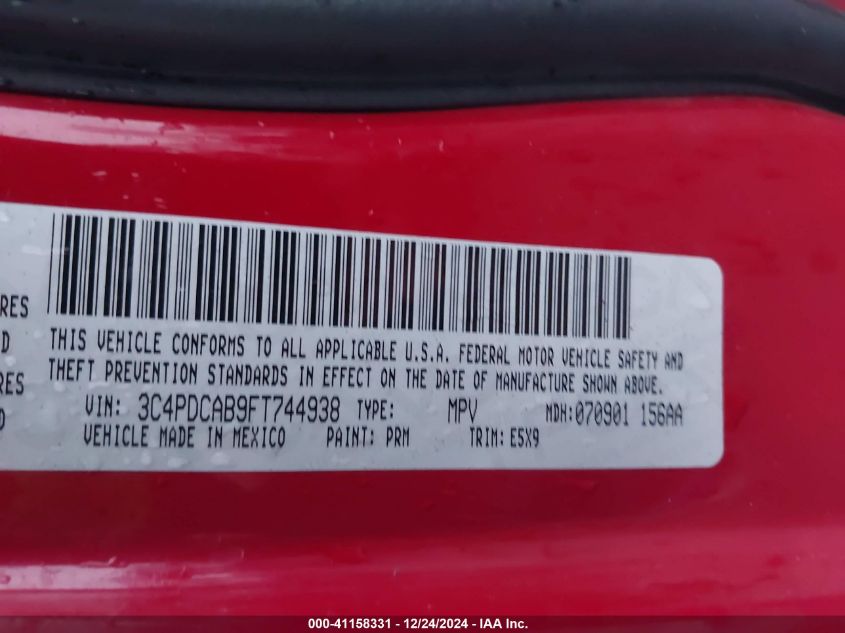 RES
D
RES
THIS VEHICLE CONFORMS TO ALL APPLICABLE U.S.A. FEDERAL MOTOR VEHICLE SAFETY AND
THEFT PREVENTION STANDARDS IN EFFECT ON THE DATE OF MANUFACTURE SHOWN ABOVE.
VIN: 3C4PDCAB9FT744938 TYPE: MPV MDH:070901 156AA
VEHICLE MADE IN MEXICO PAINT: PRM TRIM: E5X9
000-41158331 - 12/24/2024 - IAA Inc.